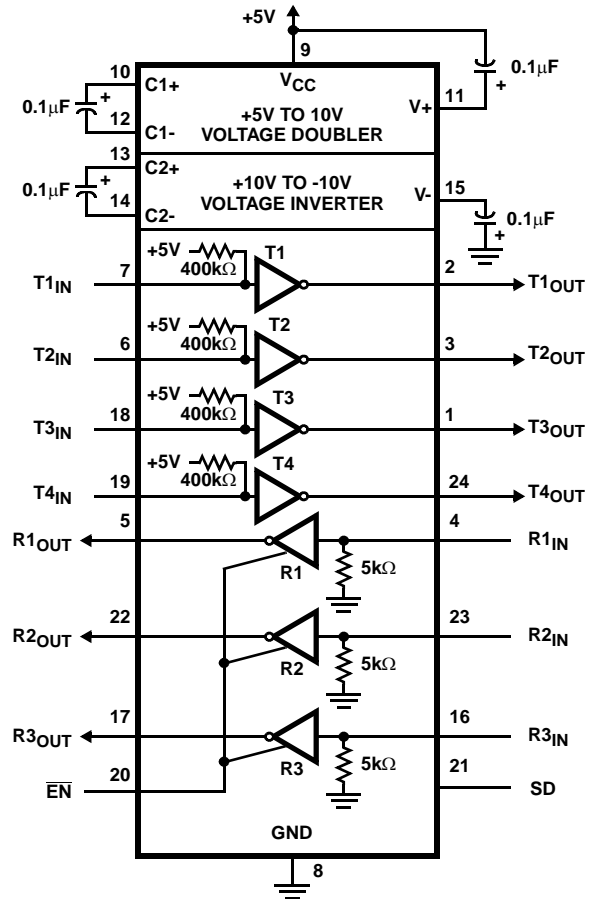 +5V
9
10
C1+
VCC
0.1μF
+
+
0.1μF
V+
11
12
C1-
+5V TO 10V
VOLTAGE DOUBLER
13
C2+
0.1μF
+
14
C2-
+10V TO -10V
VOLTAGE INVERTER
V-
15
0.1μF
+
+5V
400kΩ
T1
T1IN
7
2
T1OUT
+5V
400kΩ
T2
T2IN
6
3
T2OUT
+5V
400kΩ
T3
T3IN
18
1
T3OUT
+5V
400kΩ
T4
T4IN
19
24
T4OUT
R1OUT
5
4
R1IN
R1
5kΩ
R2OUT
22
23
R2IN
R2
5kΩ
R3OUT
17
16
R3IN
R3
5kΩ
EN
20
21
SD
GND
8